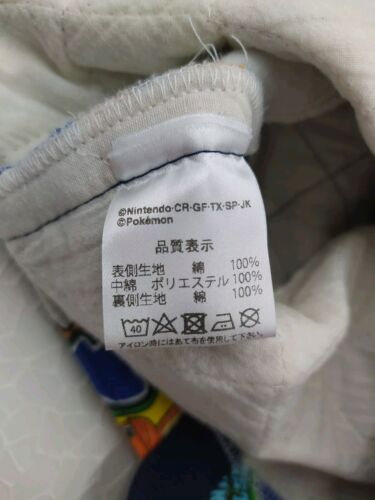 ©Nintendo・CR・GF・TX・SP・JK
©Pokémon
品質表示
表側生地 綿 100%
中綿 ポリエステル 100%
裏側生地 綿 100%
40
アイロン時にはあて布を使用して下さい